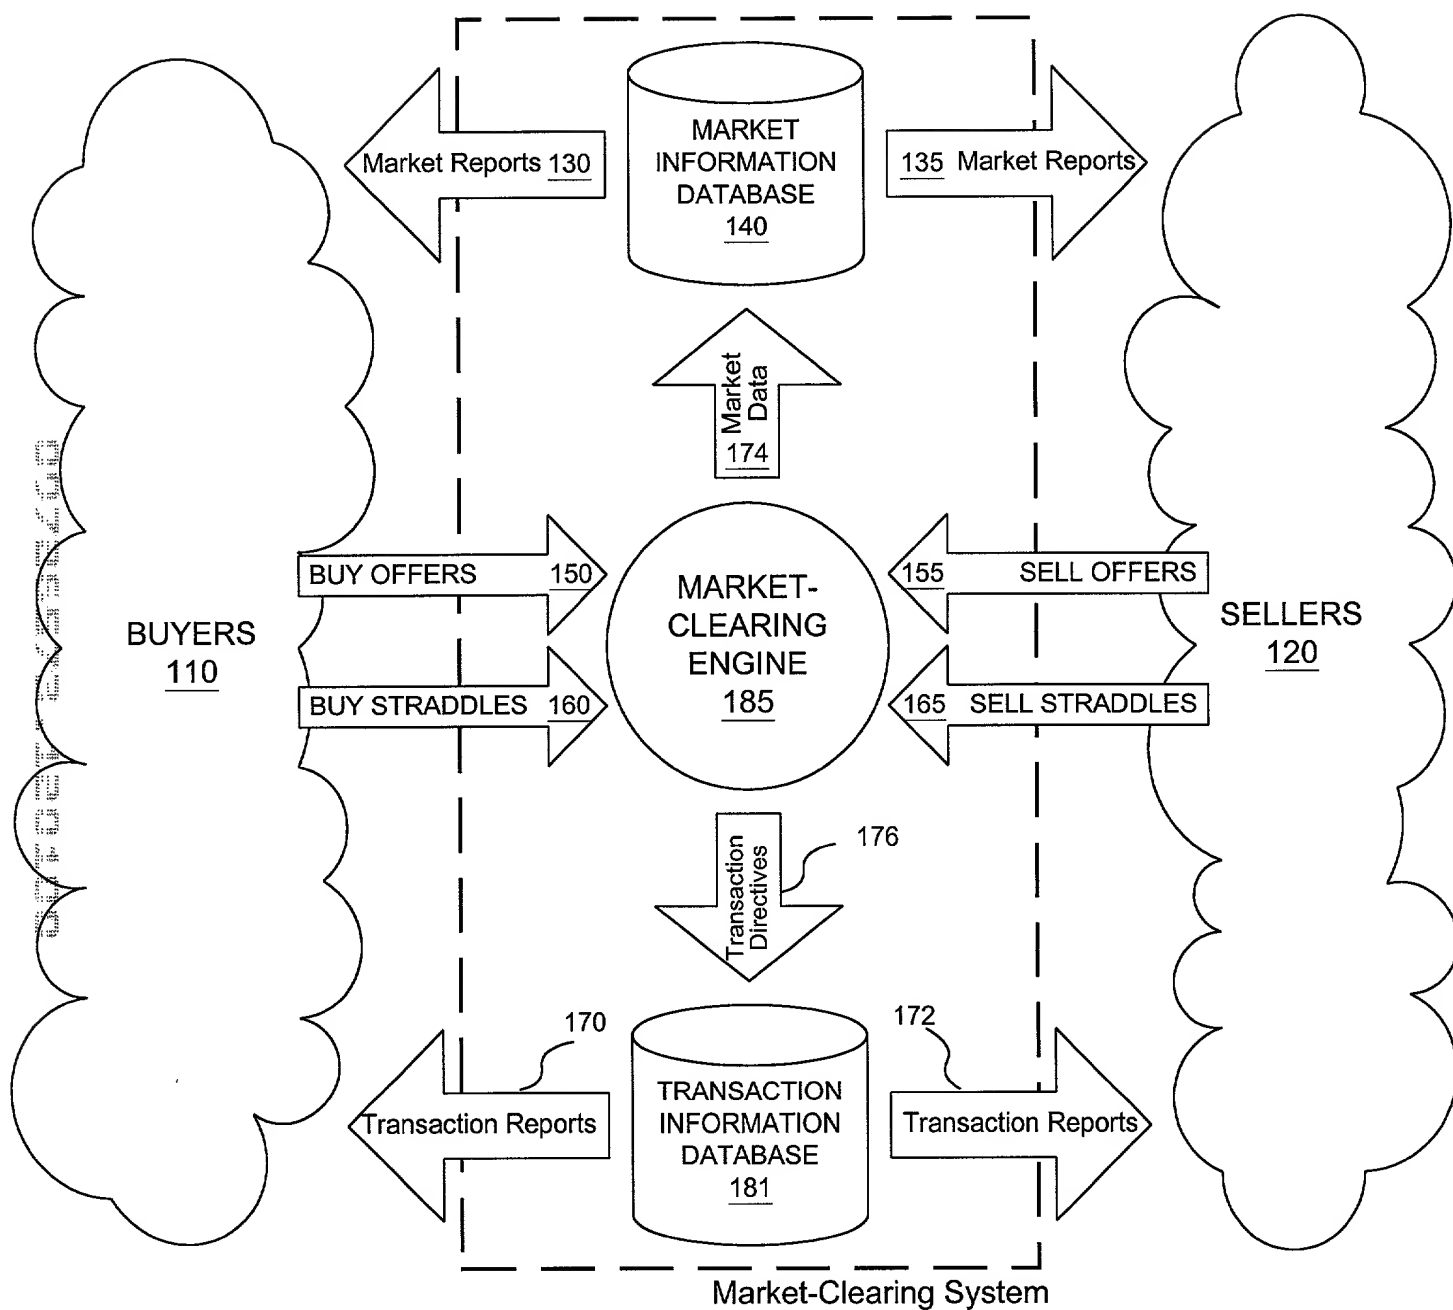 MARKET
INFORMATION
DATABASE
140
Market Reports 130
135 Market Reports
Market
Data
174
BUY OFFERS 150
155 SELL OFFERS
MARKET-
CLEARING
ENGINE
185
BUYERS
110
SELLERS
120
BUY STRADDLES 160
165 SELL STRADDLES
176
Transaction
Directives
170
172
TRANSACTION
INFORMATION
DATABASE
181
Transaction Reports
Transaction Reports
Market-Clearing System